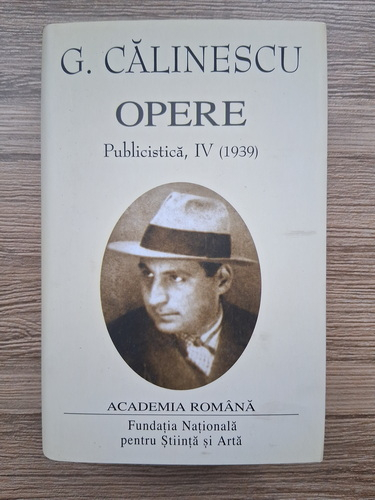 G. CĂLINESCU
OPERE
Publicistică, IV (1939)
ACADEMIA ROMÂNĂ
Fundația Națională
pentru Știință și Artă